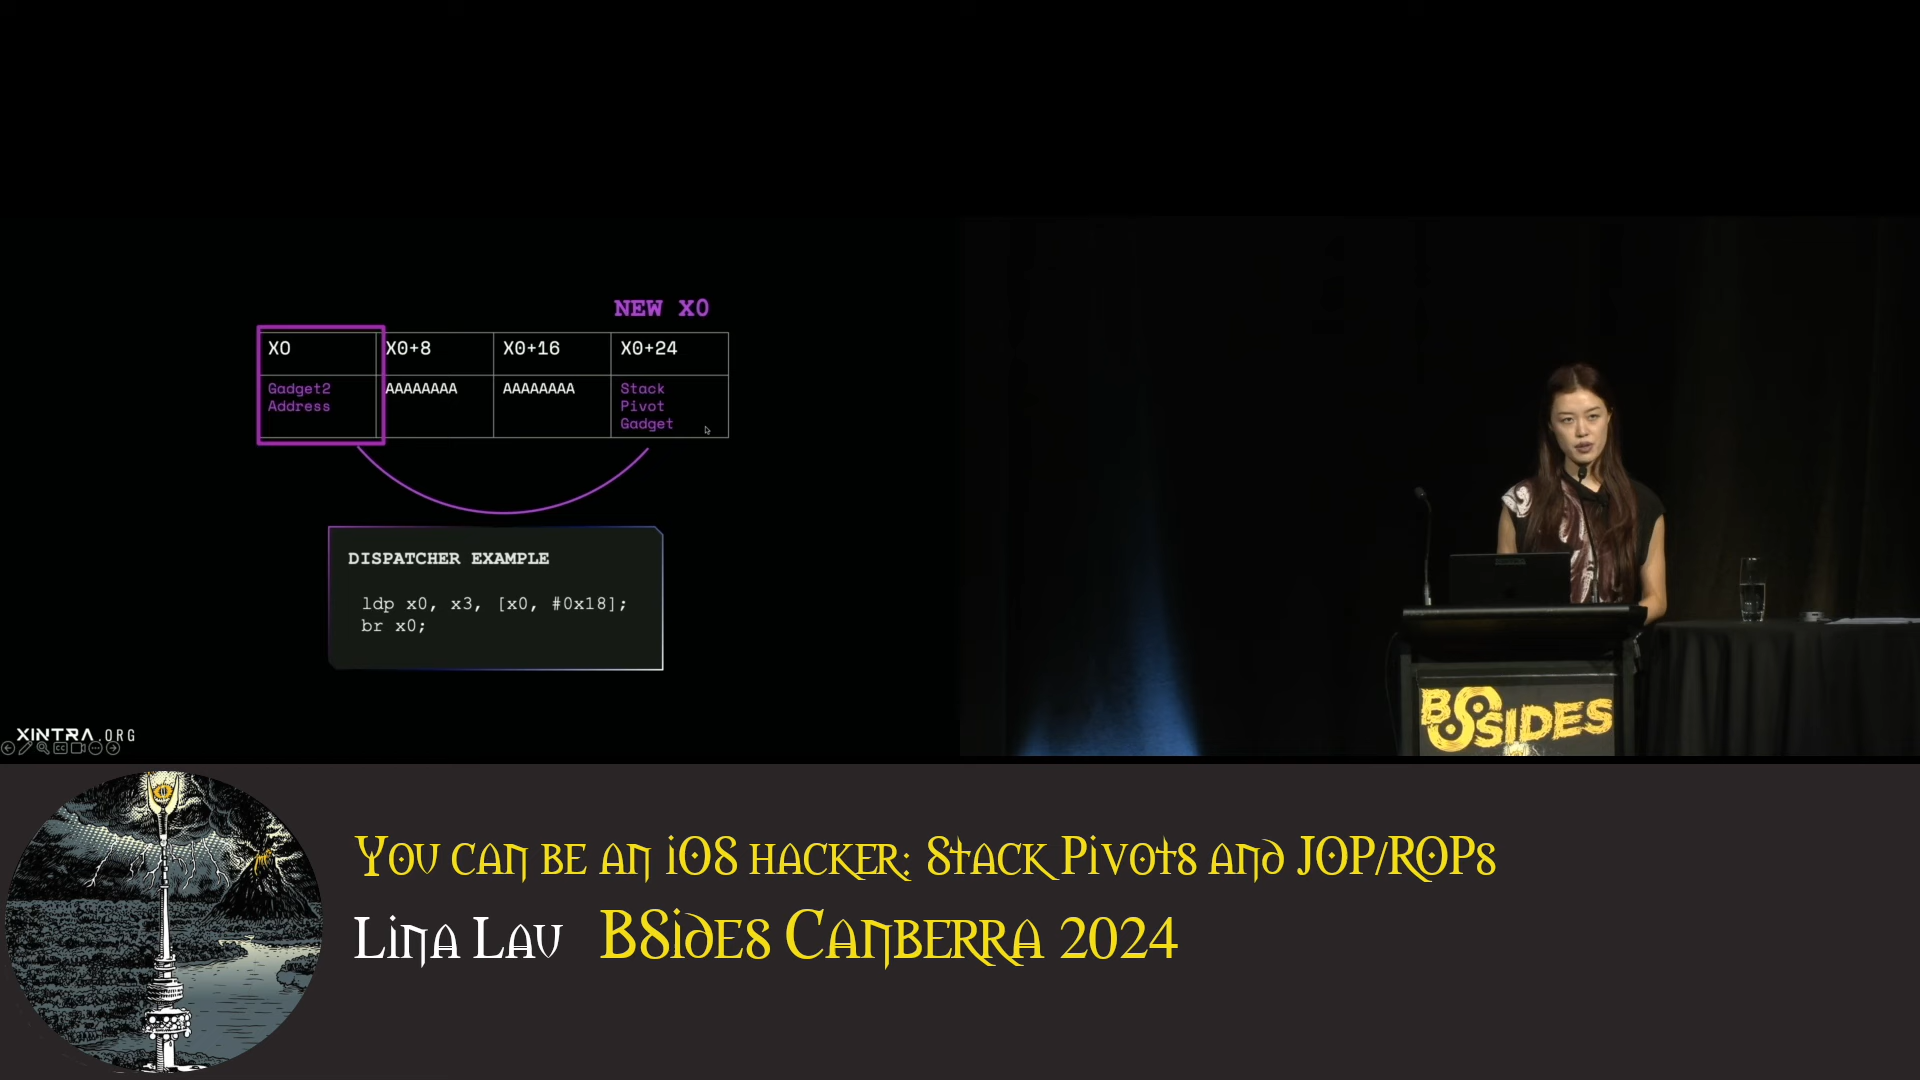 NEW X0
X0 X0+8 X0+16 X0+24
Gadget2 AAAAAAAA AAAAAAAA Stack
Address Pivot
Gadget
DISPATCHER EXAMPLE
ldp x0, x3, [x0, #0x18];
br x0;
XINTRA.ORG
BSIDES
You can be an iOS hacker: Stack Pivots and JOP/ROPs
Lina Lau BSides Canberra 2024